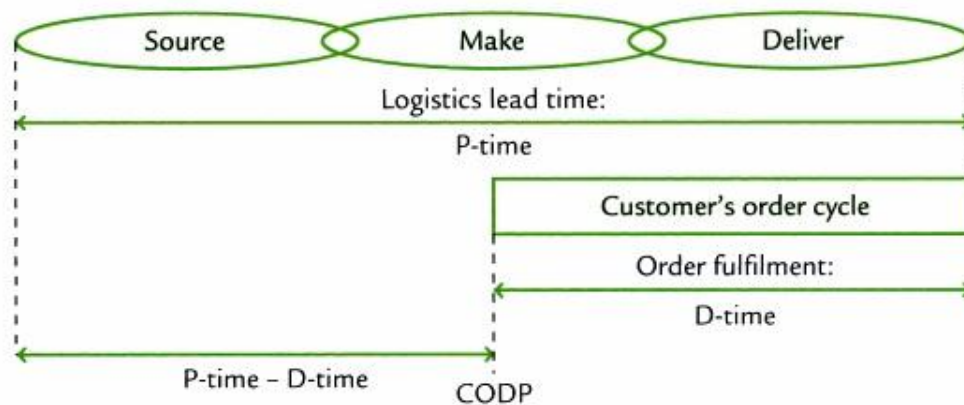 Source Make Deliver
Logistics lead time:
P-time
Customer's order cycle
Order fulfilment:
D-time
P-time – D-time
CODP